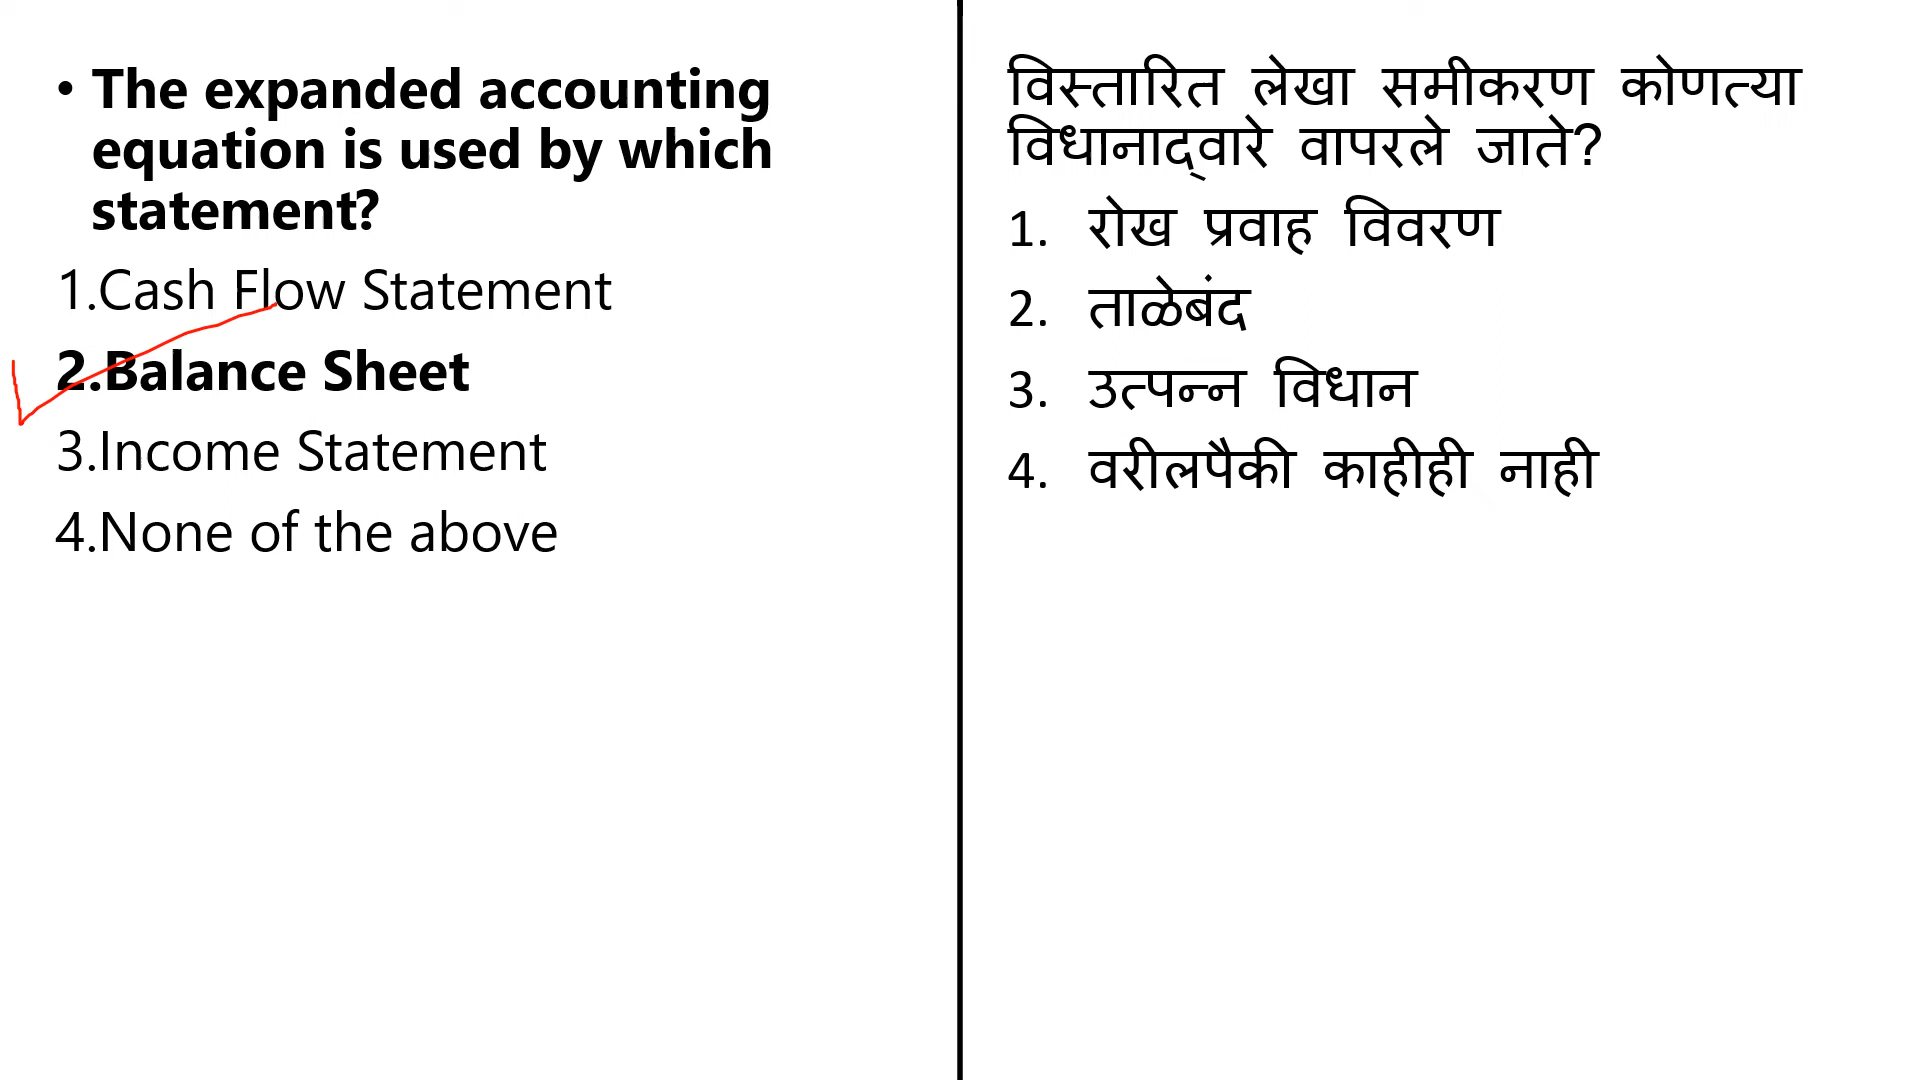 • The expanded accounting
equation is used by which
statement?
1.Cash Flow Statement
2.Balance Sheet
3.Income Statement
4.None of the above
विस्तारित लेखा समीकरण कोणत्या
विधानाद्वारे वापरले जाते?
1. रोख प्रवाह विवरण
2. ताळेबंद
3. उत्पन्न विधान
4. वरीलपैकी काहीही नाही